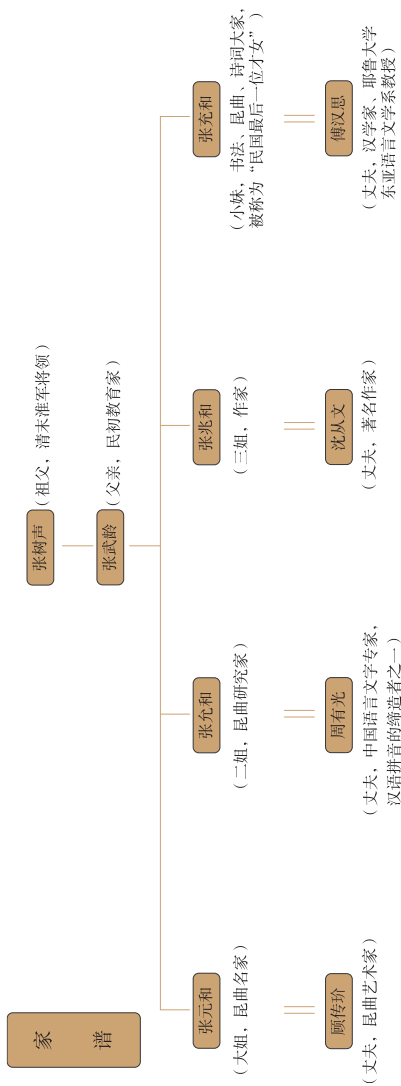 家谱
张树声
（祖父，清末淮军将领）
张武龄
（父亲，民初教育家）
张元和
（大姐，昆曲名家）
顾传玠
（丈夫，昆曲艺术家）
张允和
（二姐，昆曲研究家）
周有光
（丈夫，中国语言文字专家，
汉语拼音的缔造者之一）
张兆和
（三姐，作家）
沈从文
（丈夫，著名作家）
张充和
（小妹，书法、昆曲、诗词大家，
被称为“民国最后一位才女”）
傅汉思
（丈夫，汉学家、耶鲁大学
东亚语言文学系教授）